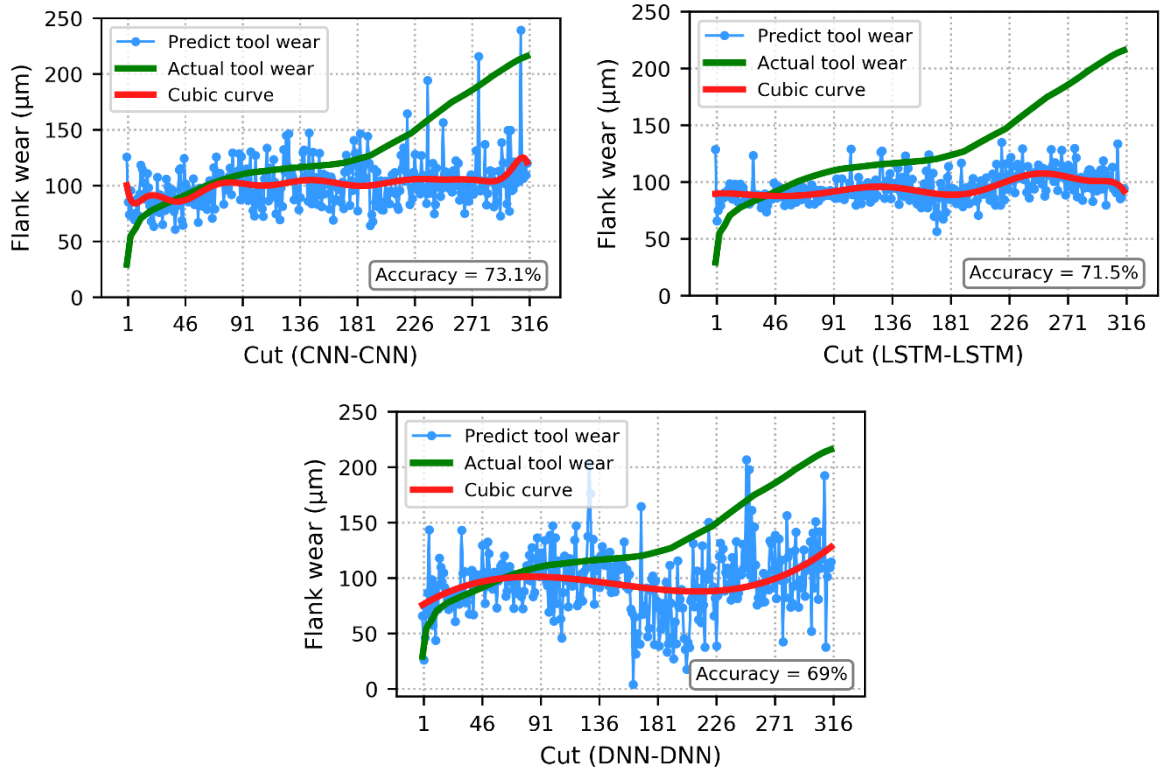 250
200
150
100
50
0
Flank wear (μm)
Predict tool wear
Actual tool wear
Cubic curve
Accuracy = 73.1%
1 46 91 136 181 226 271 316
Cut (CNN-CNN)
250
200
150
100
50
0
Flank wear (μm)
Predict tool wear
Actual tool wear
Cubic curve
Accuracy = 71.5%
1 46 91 136 181 226 271 316
Cut (LSTM-LSTM)
250
200
150
100
50
0
Flank wear (μm)
Predict tool wear
Actual tool wear
Cubic curve
Accuracy = 69%
1 46 91 136 181 226 271 316
Cut (DNN-DNN)